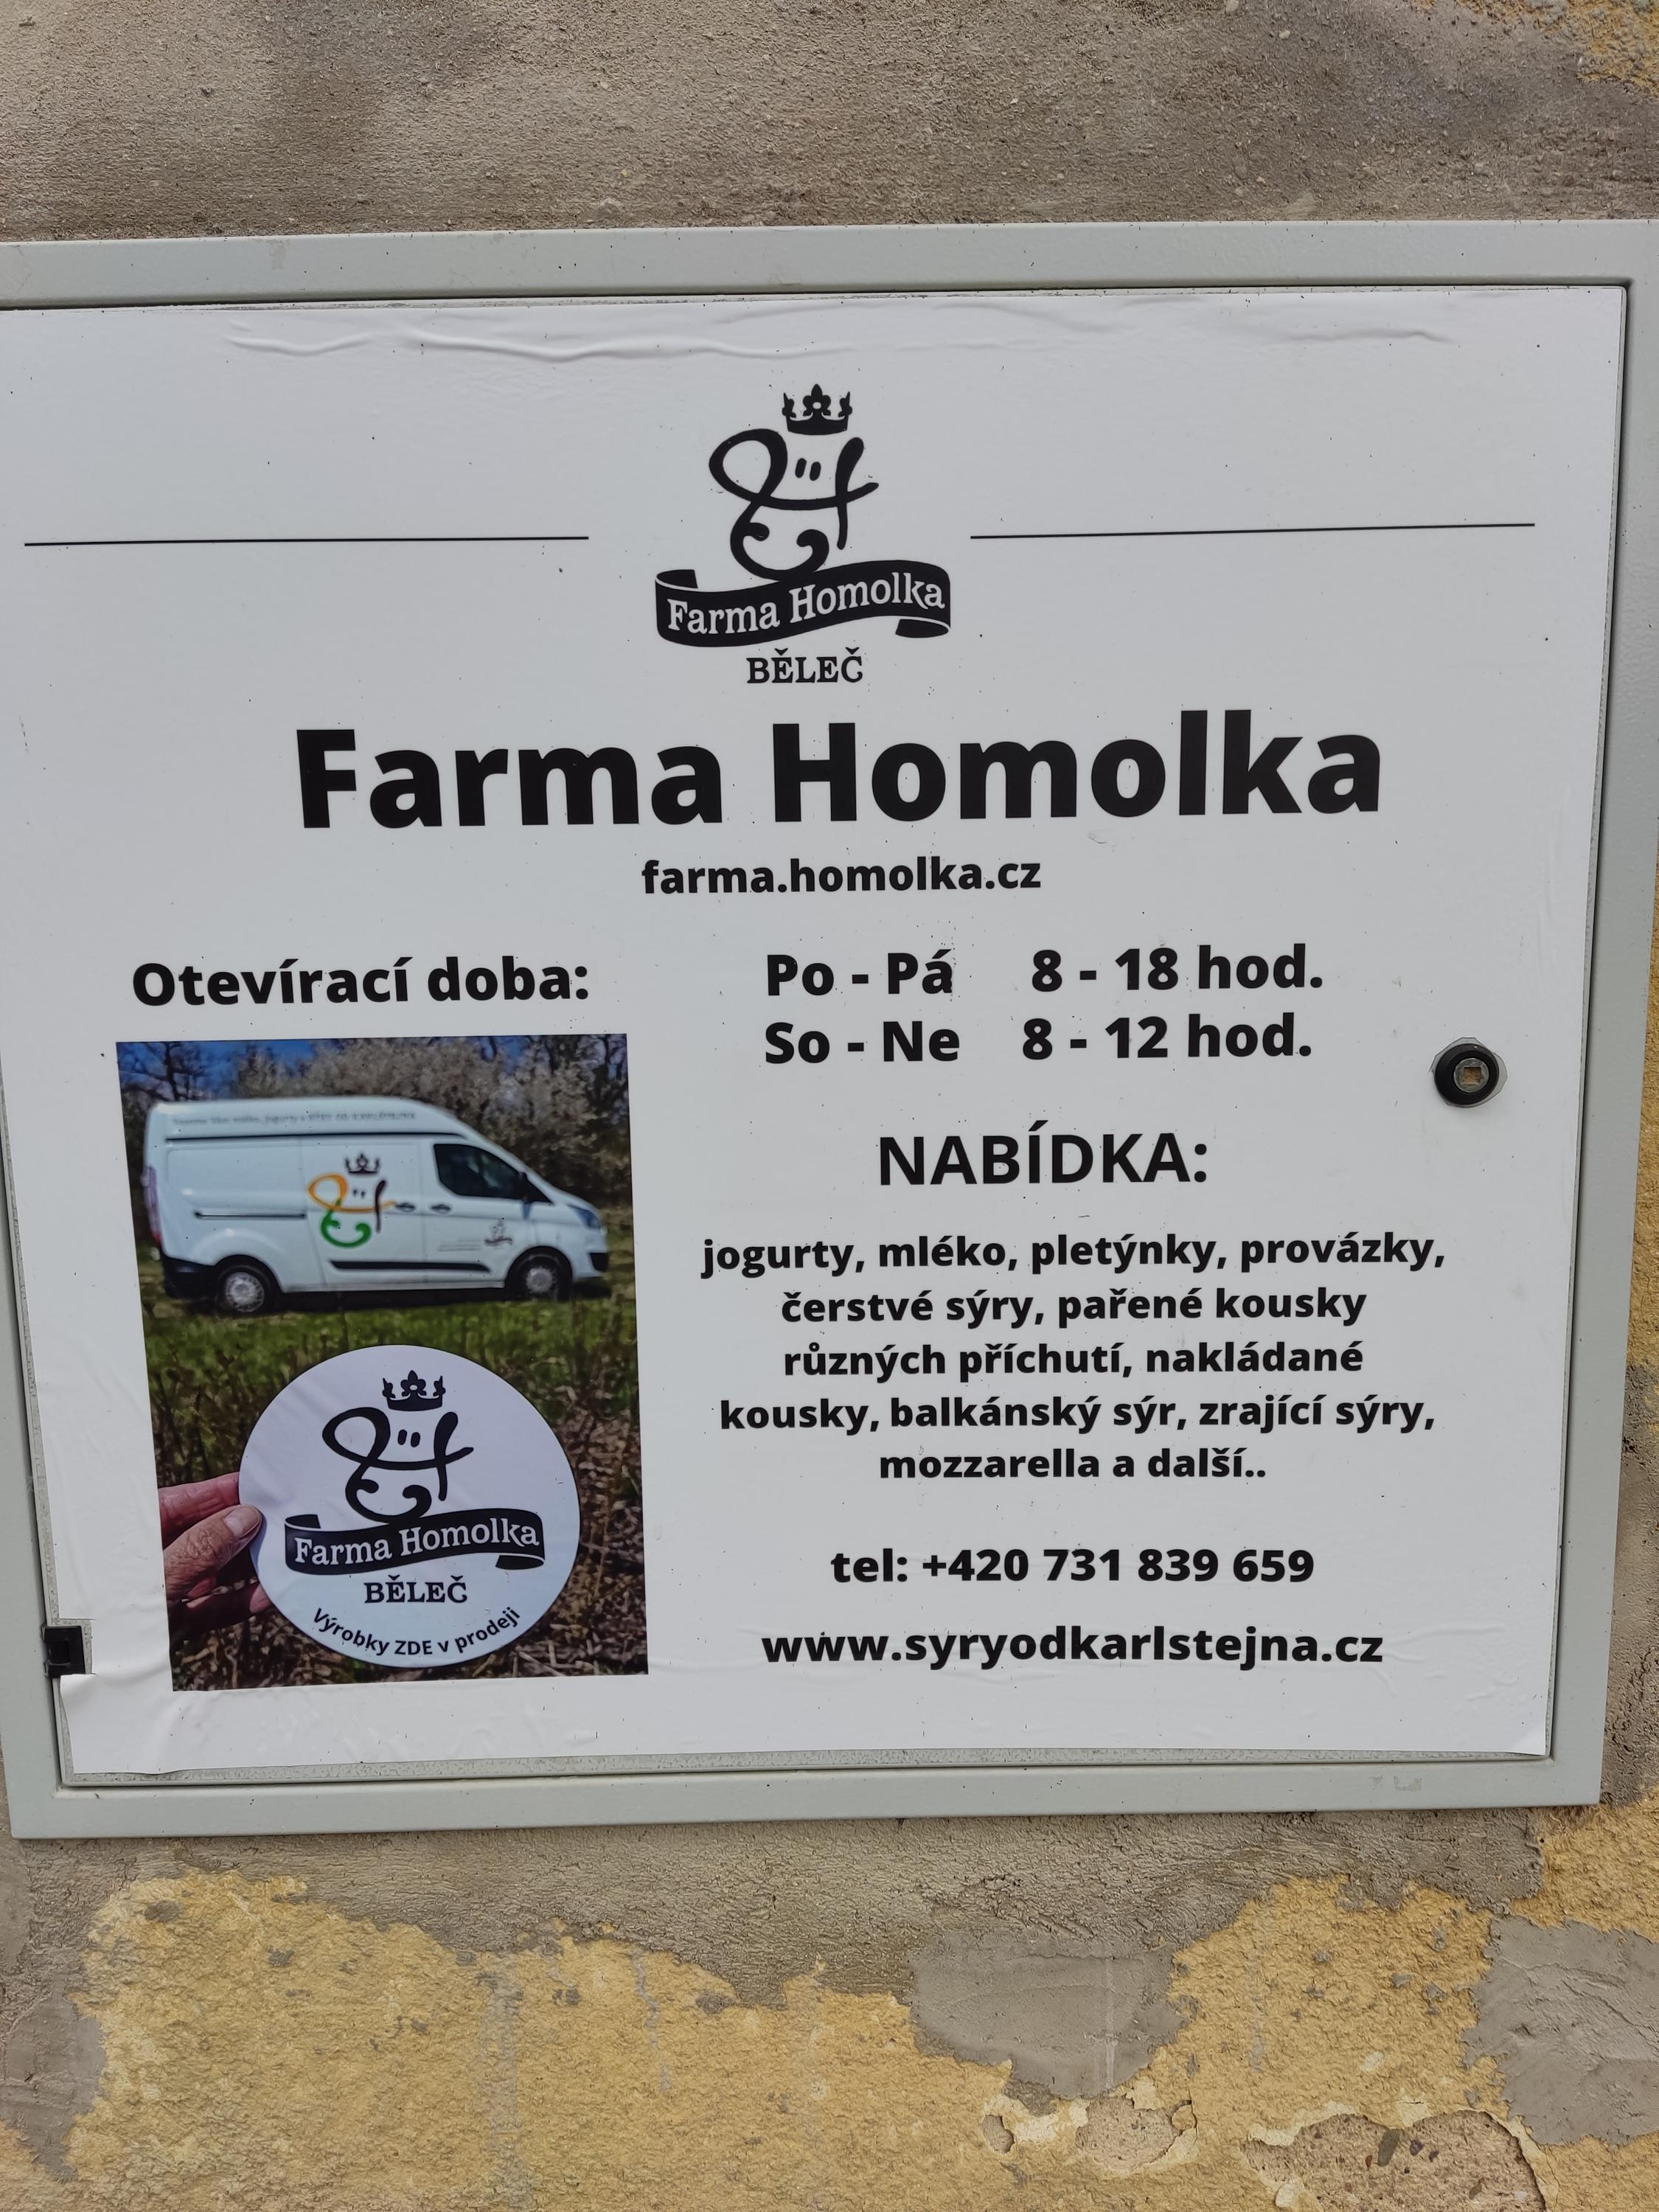 Farma Homolka
BĚLEČ
Farma Homolka
farma.homolka.cz
Otevírací doba:
Po - Pá 8 - 18 hod.
So - Ne 8 - 12 hod.
NABÍDKA:
jogurty, mléko, pletýnky, provázky,
čerstvé sýry, pařené kousky
různých příchutí, nakládané
kousky, balkánský sýr, zrající sýry,
mozzarella a další..
tel: +420 731 839 659
www.syryodkarlstejna.cz
Farma Homolka
BĚLEČ
Výrobky ZDE v prodeji